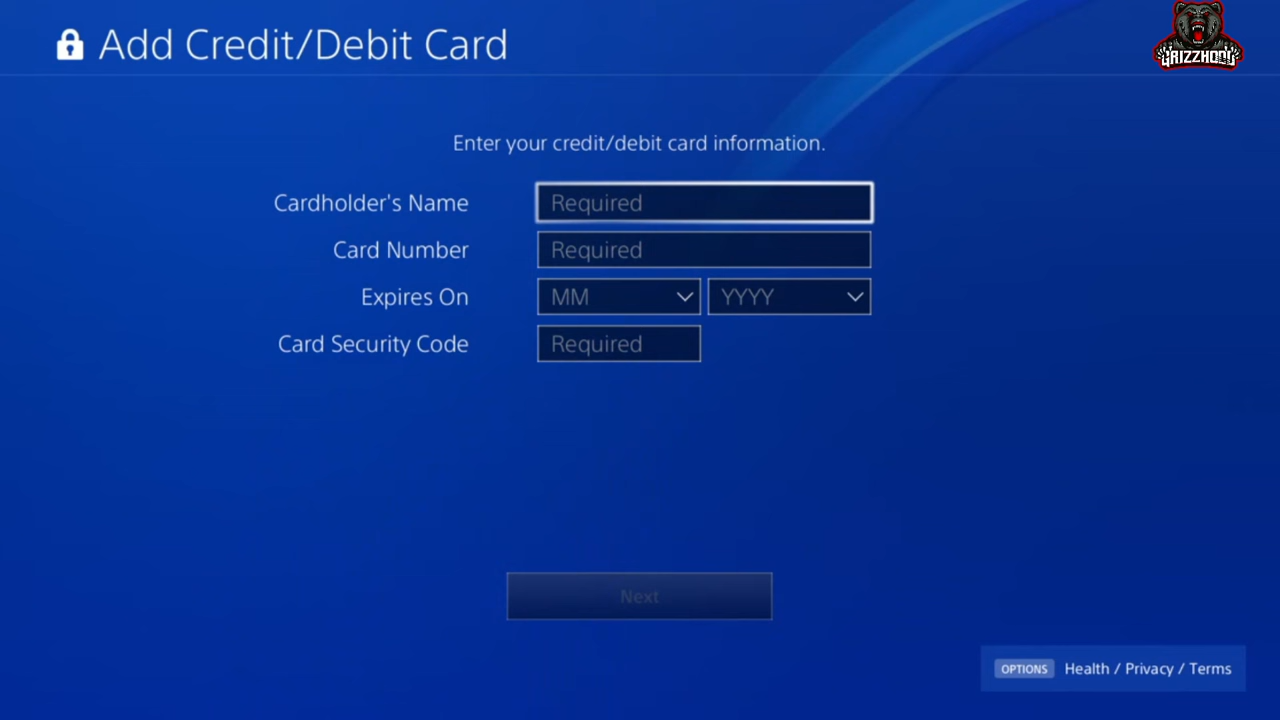 Add Credit/Debit Card
GRIZZHOOD
Enter your credit/debit card information.
Cardholder's Name Required
Card Number Required
Expires On MM YYYY
Card Security Code Required
Next
OPTIONS Health / Privacy / Terms